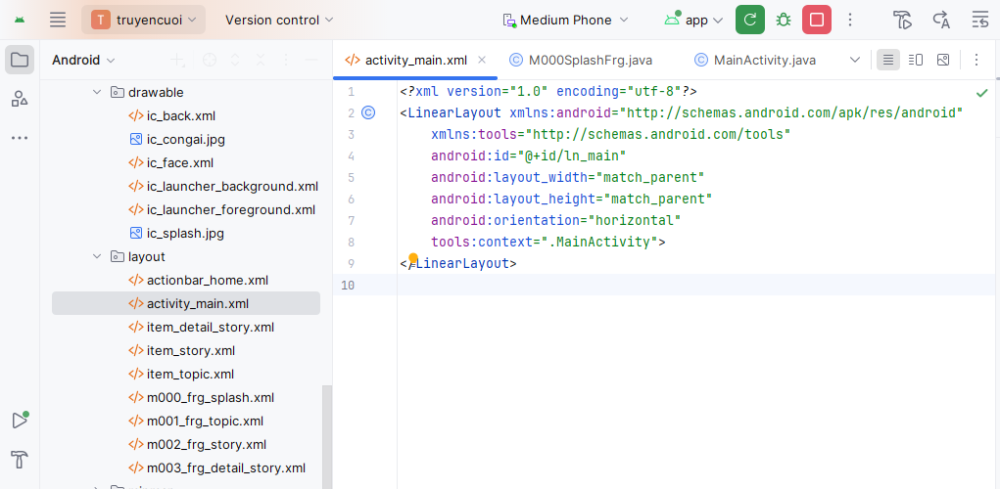 T truyencuoi Version control Medium Phone app
Android activity_main.xml M000SplashFrg.java MainActivity.java
drawable
ic_back.xml
ic_congai.jpg
ic_face.xml
ic_launcher_background.xml
ic_launcher_foreground.xml
ic_splash.jpg
layout
actionbar_home.xml
activity_main.xml
item_detail_story.xml
item_story.xml
item_topic.xml
m000_frg_splash.xml
m001_frg_topic.xml
m002_frg_story.xml
m003_frg_detail_story.xml
1 <?xml version="1.0" encoding="utf-8"?>
2 <LinearLayout xmlns:android="http://schemas.android.com/apk/res/android"
3 xmlns:tools="http://schemas.android.com/tools"
4 android:id="@+id/ln_main"
5 android:layout_width="match_parent"
6 android:layout_height="match_parent"
7 android:orientation="horizontal"
8 tools:context=".MainActivity">
9 </LinearLayout>
10